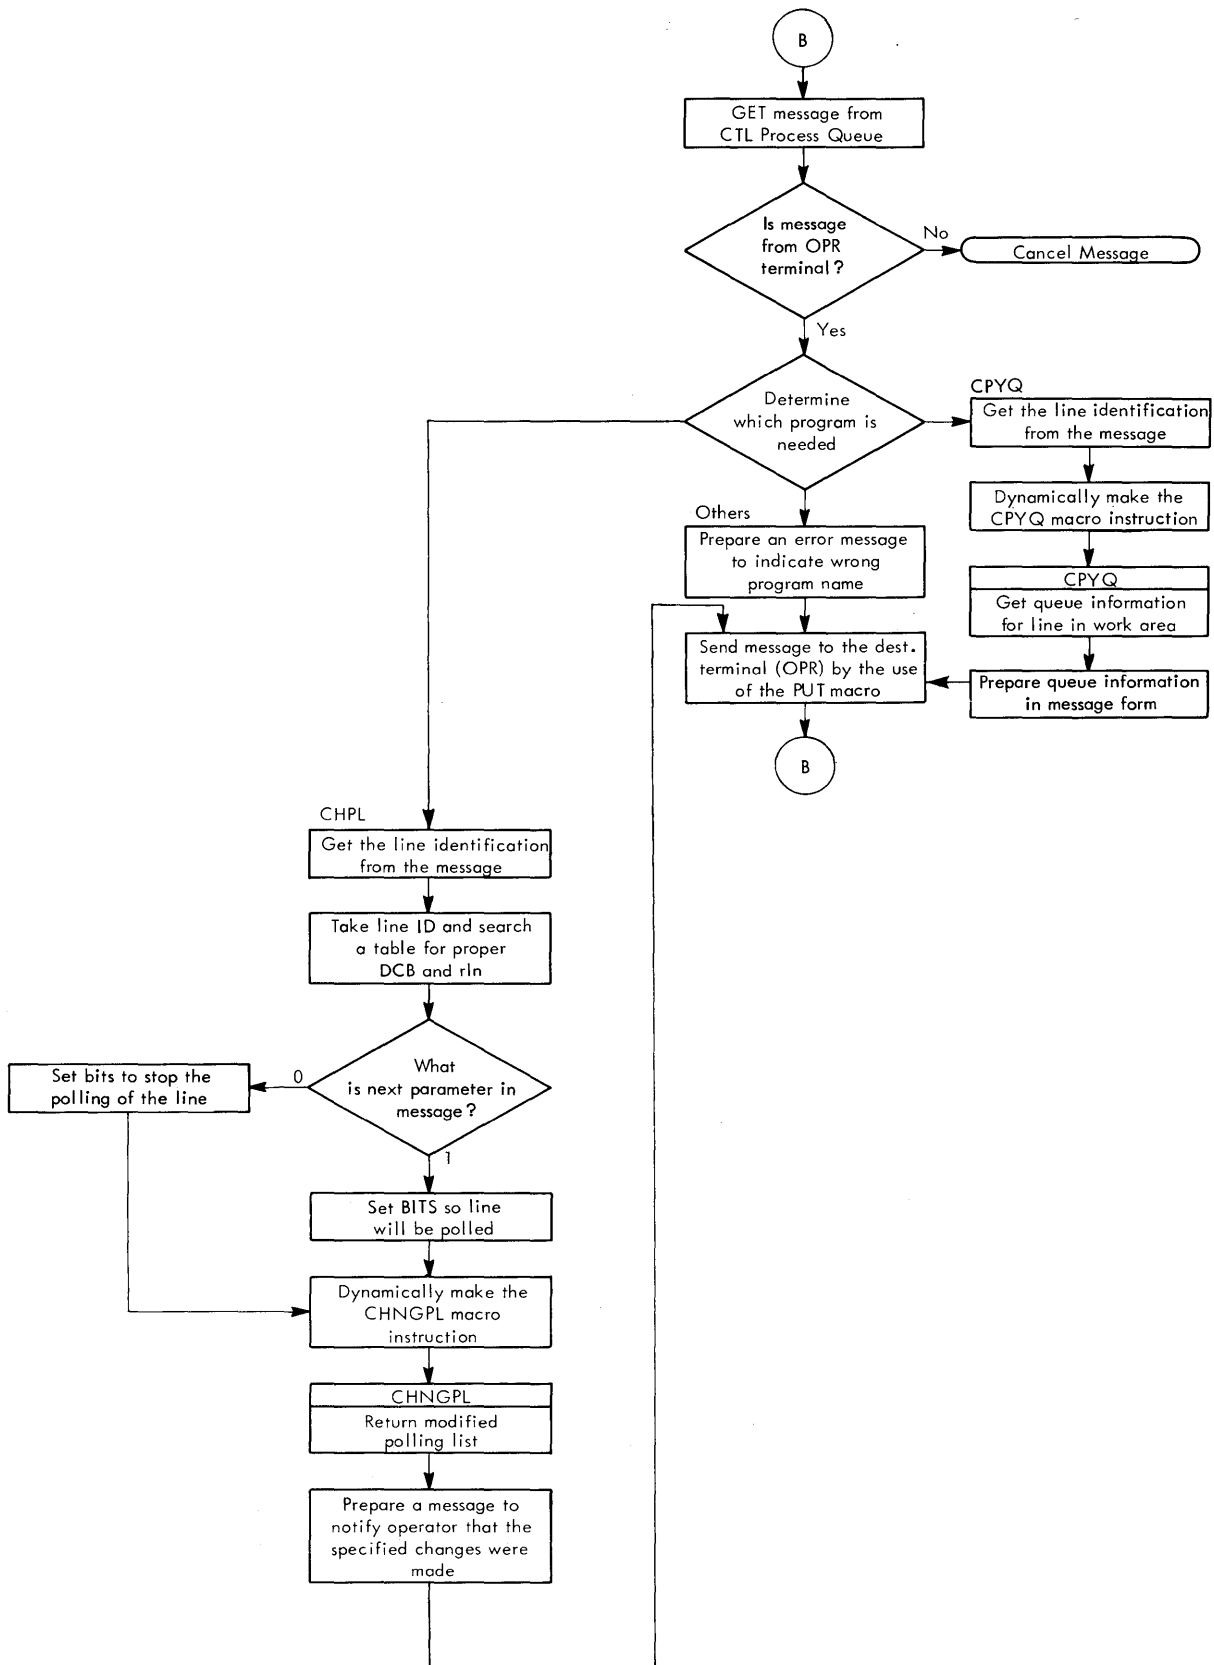 B
GET message from
CTL Process Queue
Is message
from OPR
terminal?
No
Cancel Message
Yes
Determine
which program is
needed
CPYQ
Get the line identification
from the message
Dynamically make the
CPYQ macro instruction
CPYQ
Get queue information
for line in work area
Prepare queue information
in message form
Others
Prepare an error message
to indicate wrong
program name
Send message to the dest.
terminal (OPR) by the use
of the PUT macro
B
CHPL
Get the line identification
from the message
Take line ID and search
a table for proper
DCB and rln
What
is next parameter in
message?
0
Set bits to stop the
polling of the line
1
Set BITS so line
will be polled
Dynamically make the
CHNGPL macro
instruction
CHNGPL
Return modified
polling list
Prepare a message to
notify operator that the
specified changes were
made